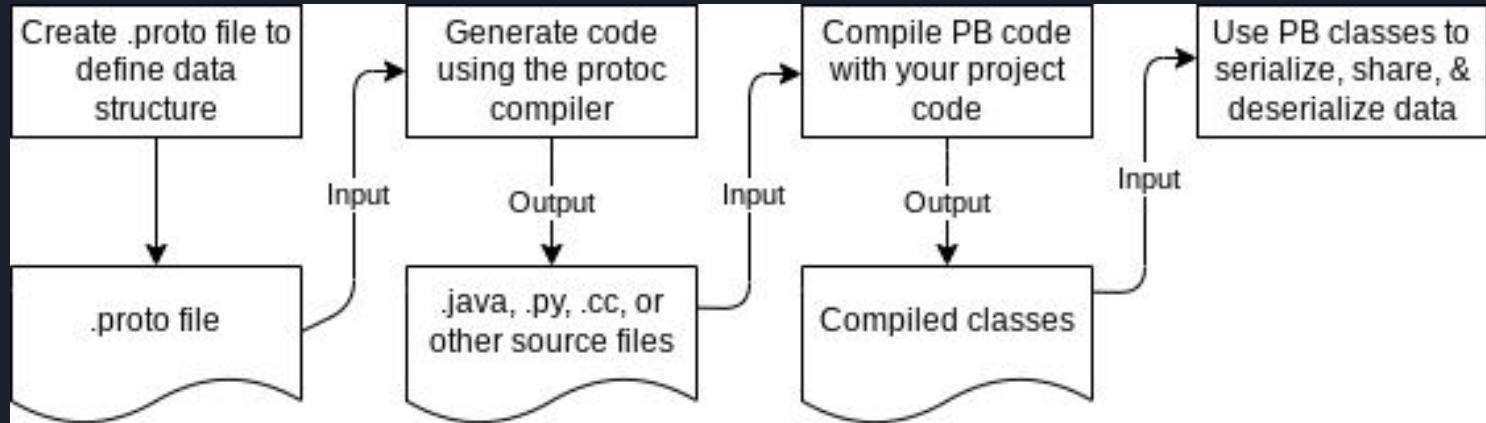 Create .proto file to
define data
structure
Generate code
using the protoc
compiler
Compile PB code
with your project
code
Use PB classes to
serialize, share, &
deserialize data
Input
Output
Input
Output
Input
.proto file
.java, .py, .cc, or
other source files
Compiled classes